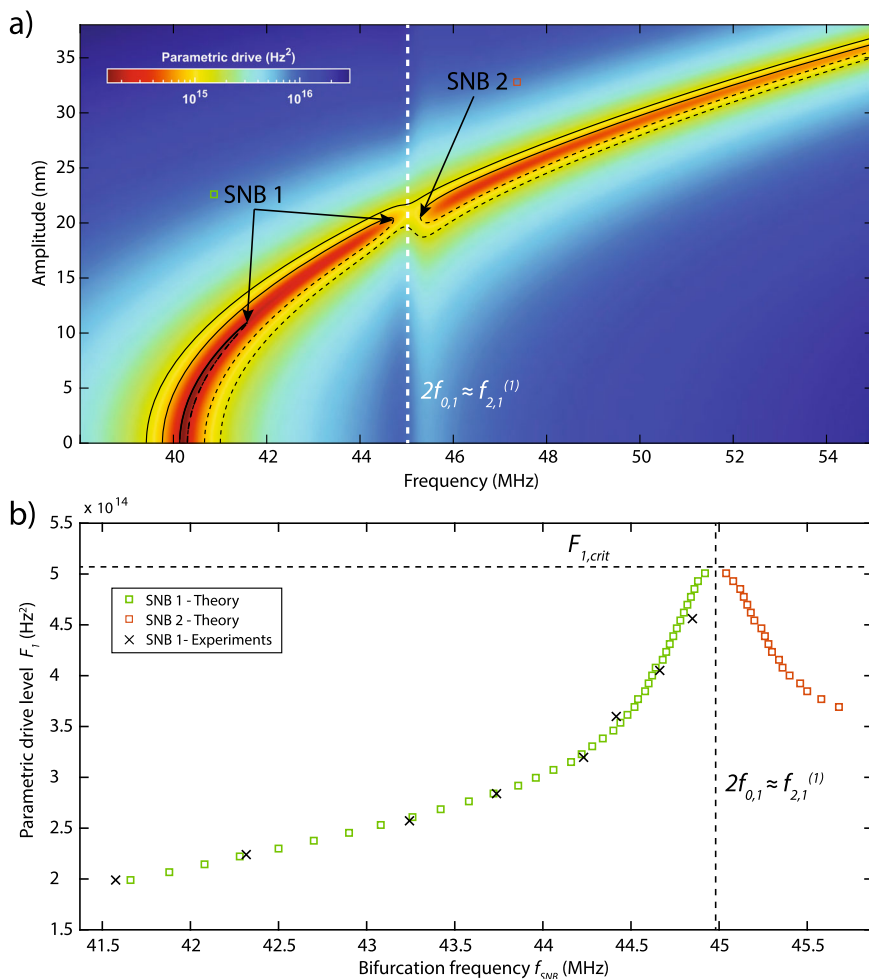 a)
Parametric drive (Hz²)
10¹⁵
10¹⁶
SNB 2
SNB 1
2f₀,₁ ≈ f₂,₁⁽¹⁾
Amplitude (nm)
35
30
25
20
15
10
5
0
40
42
44
46
48
50
52
54
Frequency (MHz)
b)
x 10¹⁴
F₁,crit
SNB 1 - Theory
SNB 2 - Theory
SNB 1- Experiments
2f₀,₁ ≈ f₂,₁⁽¹⁾
Parametric drive level F₁ (Hz²)
5.5
5
4.5
4
3.5
3
2.5
2
1.5
41.5
42
42.5
43
43.5
44
44.5
45
45.5
Bifurcation frequency f_SNB (MHz)